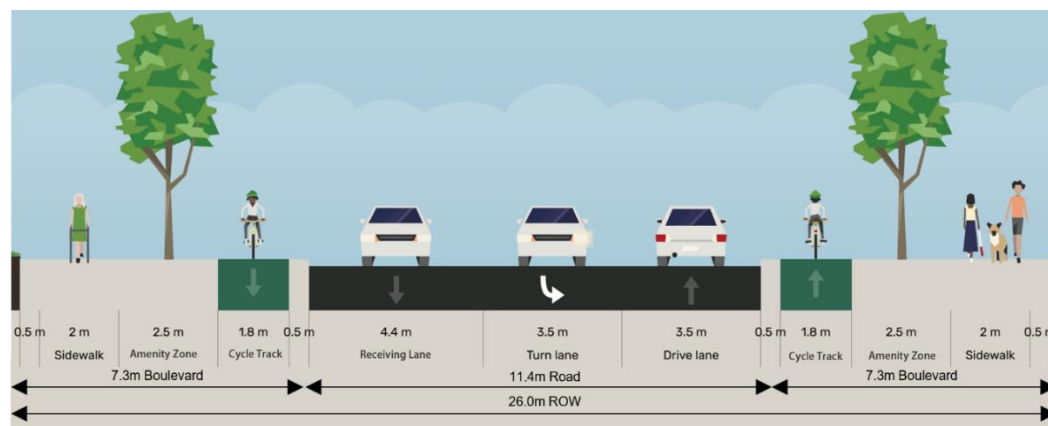 0.5 m 2 m 2.5 m 1.8 m 0.5 m 4.4 m 3.5 m 3.5 m 0.5 m 1.8 m 2.5 m 2 m 0.5 m
Sidewalk Amenity Zone Cycle Track Receiving Lane Turn lane Drive lane Cycle Track Amenity Zone Sidewalk
7.3m Boulevard 11.4m Road 7.3m Boulevard
26.0m ROW